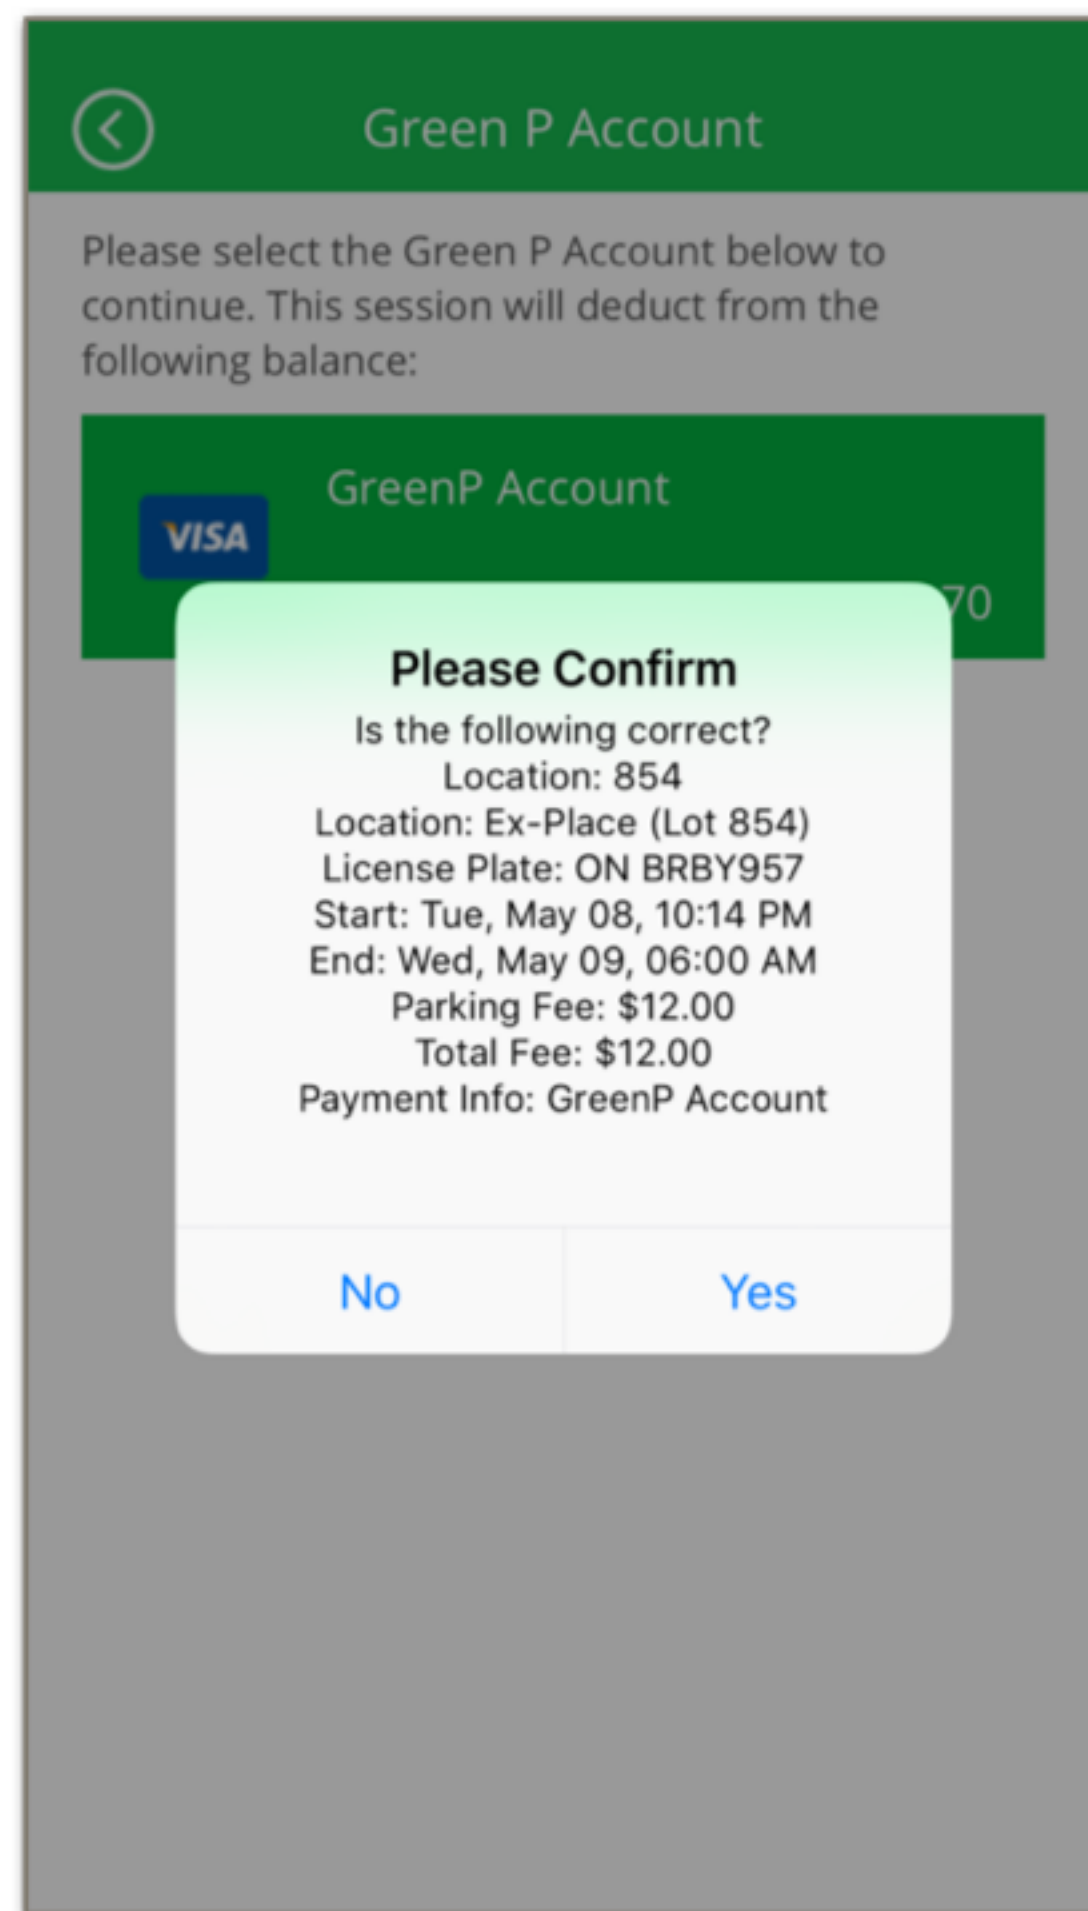 Green P Account
Please select the Green P Account below to
continue. This session will deduct from the
following balance:
GreenP Account
VISA
70
Please Confirm
Is the following correct?
Location: 854
Location: Ex-Place (Lot 854)
License Plate: ON BRBY957
Start: Tue, May 08, 10:14 PM
End: Wed, May 09, 06:00 AM
Parking Fee: $12.00
Total Fee: $12.00
Payment Info: GreenP Account
No
Yes